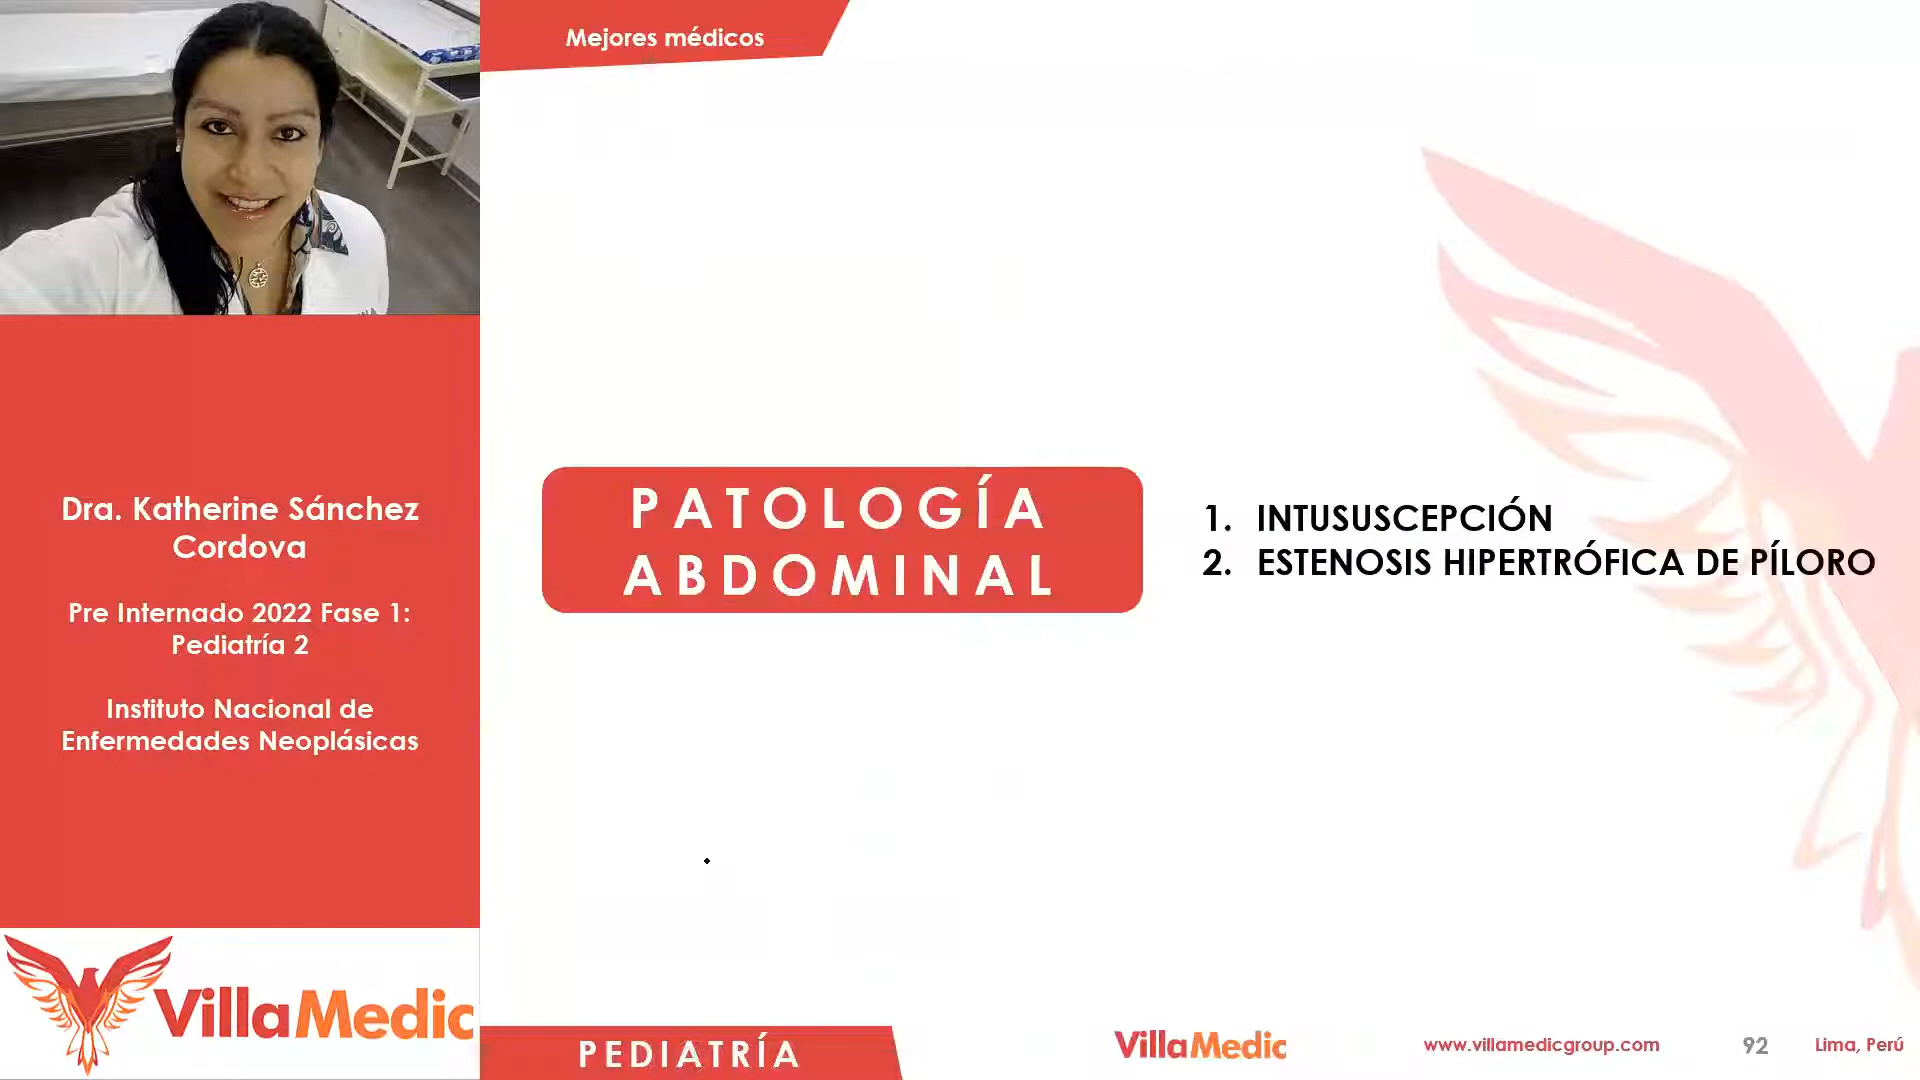 Mejores médicos
Dra. Katherine Sánchez
Cordova
Pre Internado 2022 Fase 1:
Pediatría 2
Instituto Nacional de
Enfermedades Neoplásicas
VillaMedic
PATOLOGÍA
ABDOMINAL
1. INTUSUSCEPCIÓN
2. ESTENOSIS HIPERTRÓFICA DE PÍLORO
PEDIATRÍA
VillaMedic
www.villamedicgroup.com
92
Lima, Perú